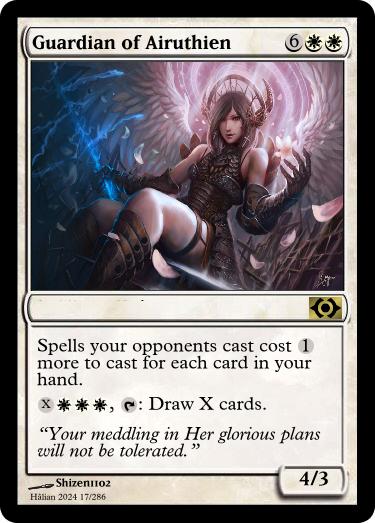 Guardian of Airuthien 6
Spells your opponents cast cost 1
more to cast for each card in your
hand.
X, : Draw X cards.
“Your meddling in Her glorious plans
will not be tolerated.”
Shizen1102
Hålian 2024 17/286
4/3